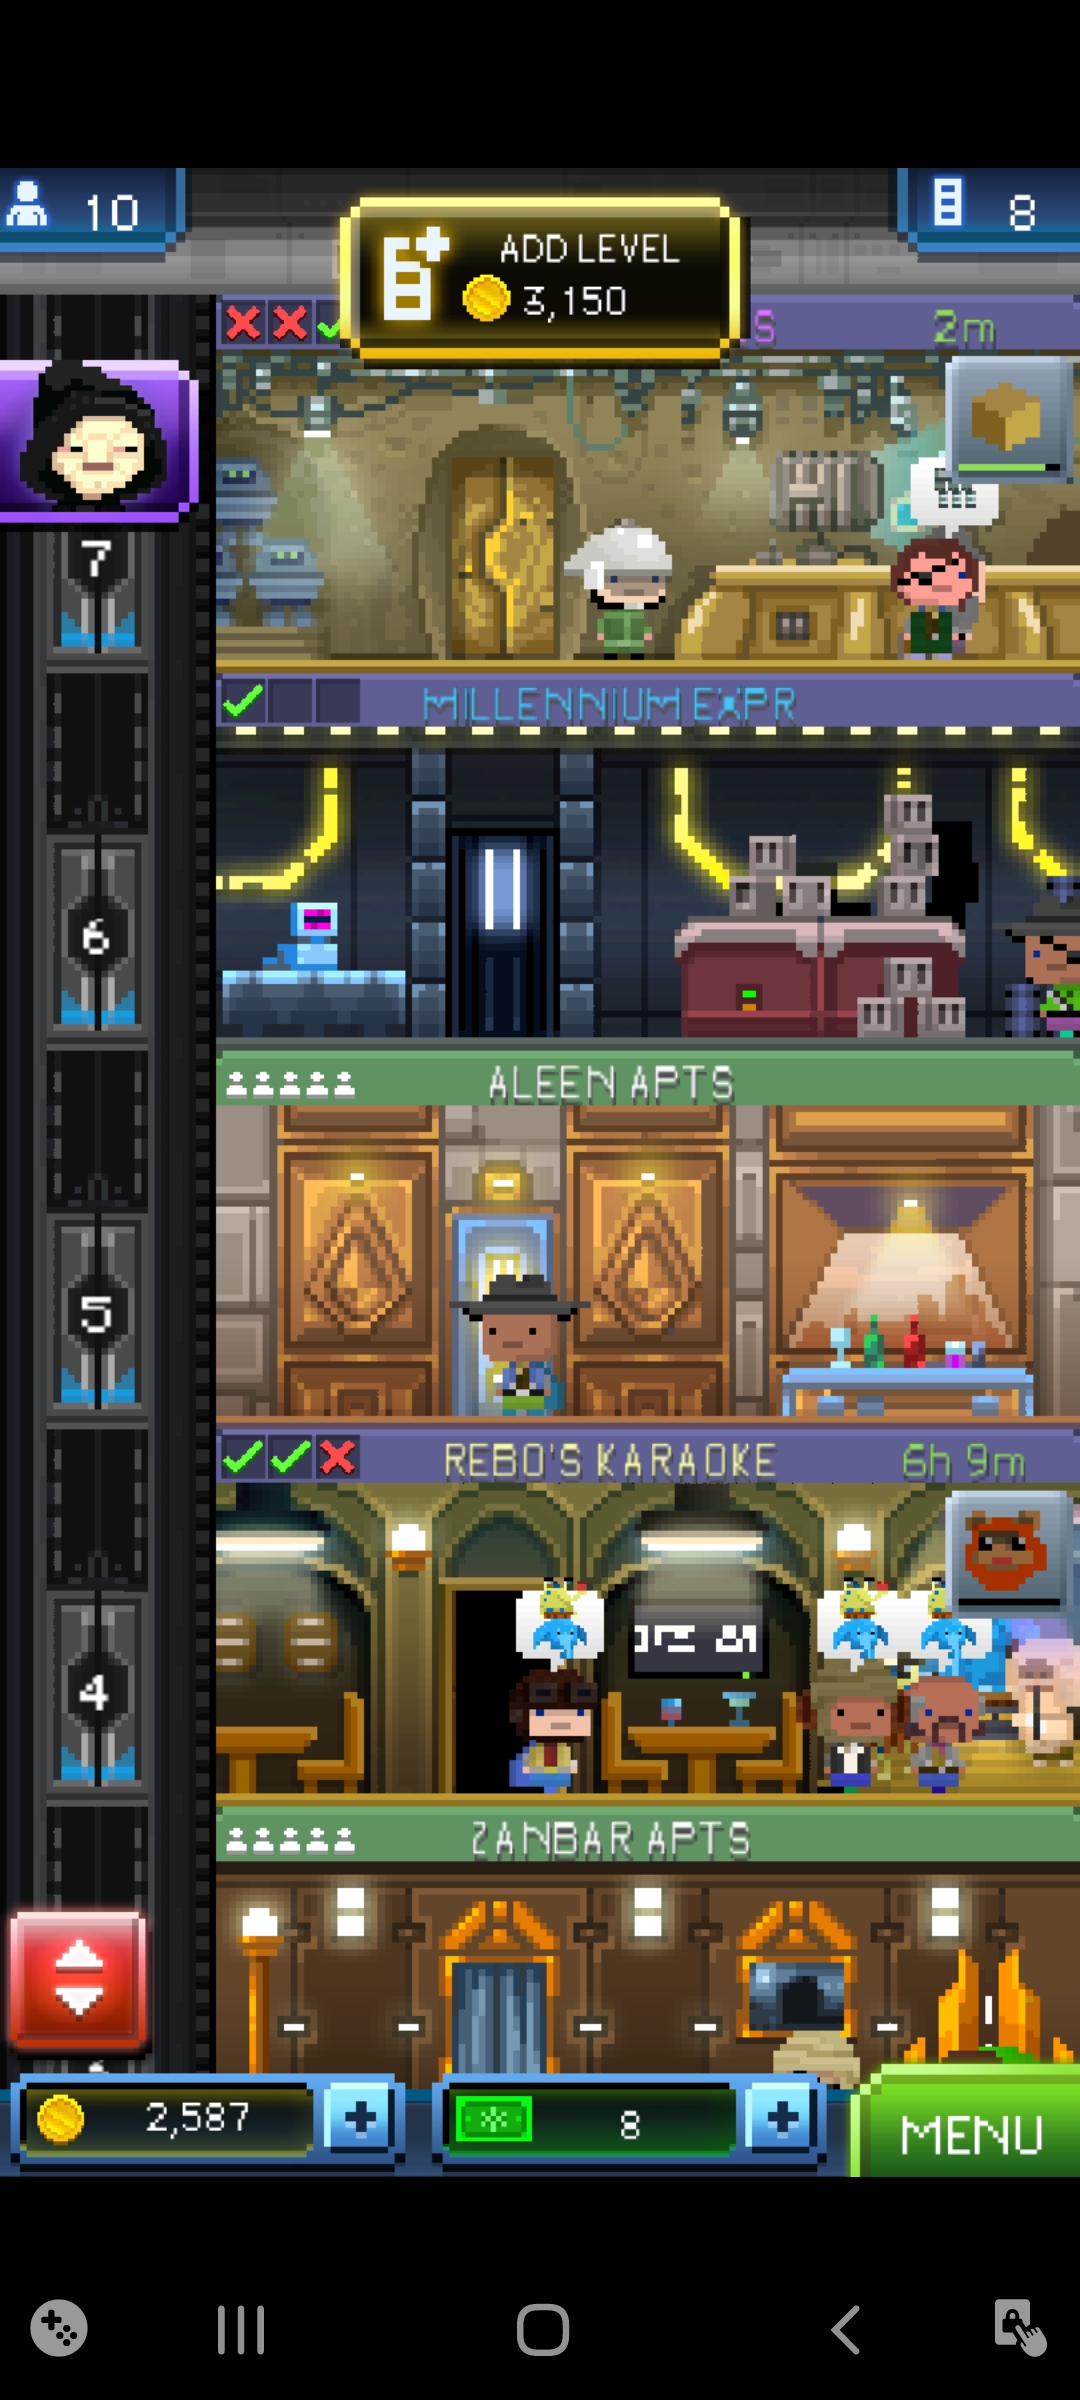 10
ADD LEVEL
8
3,150
S 2m
7
MILLENNIUM EXPR
6
ALEEN APTS
5
REBO'S KARAOKE 6h 9m
4
ZANBAR APTS
2,587
8
MENU